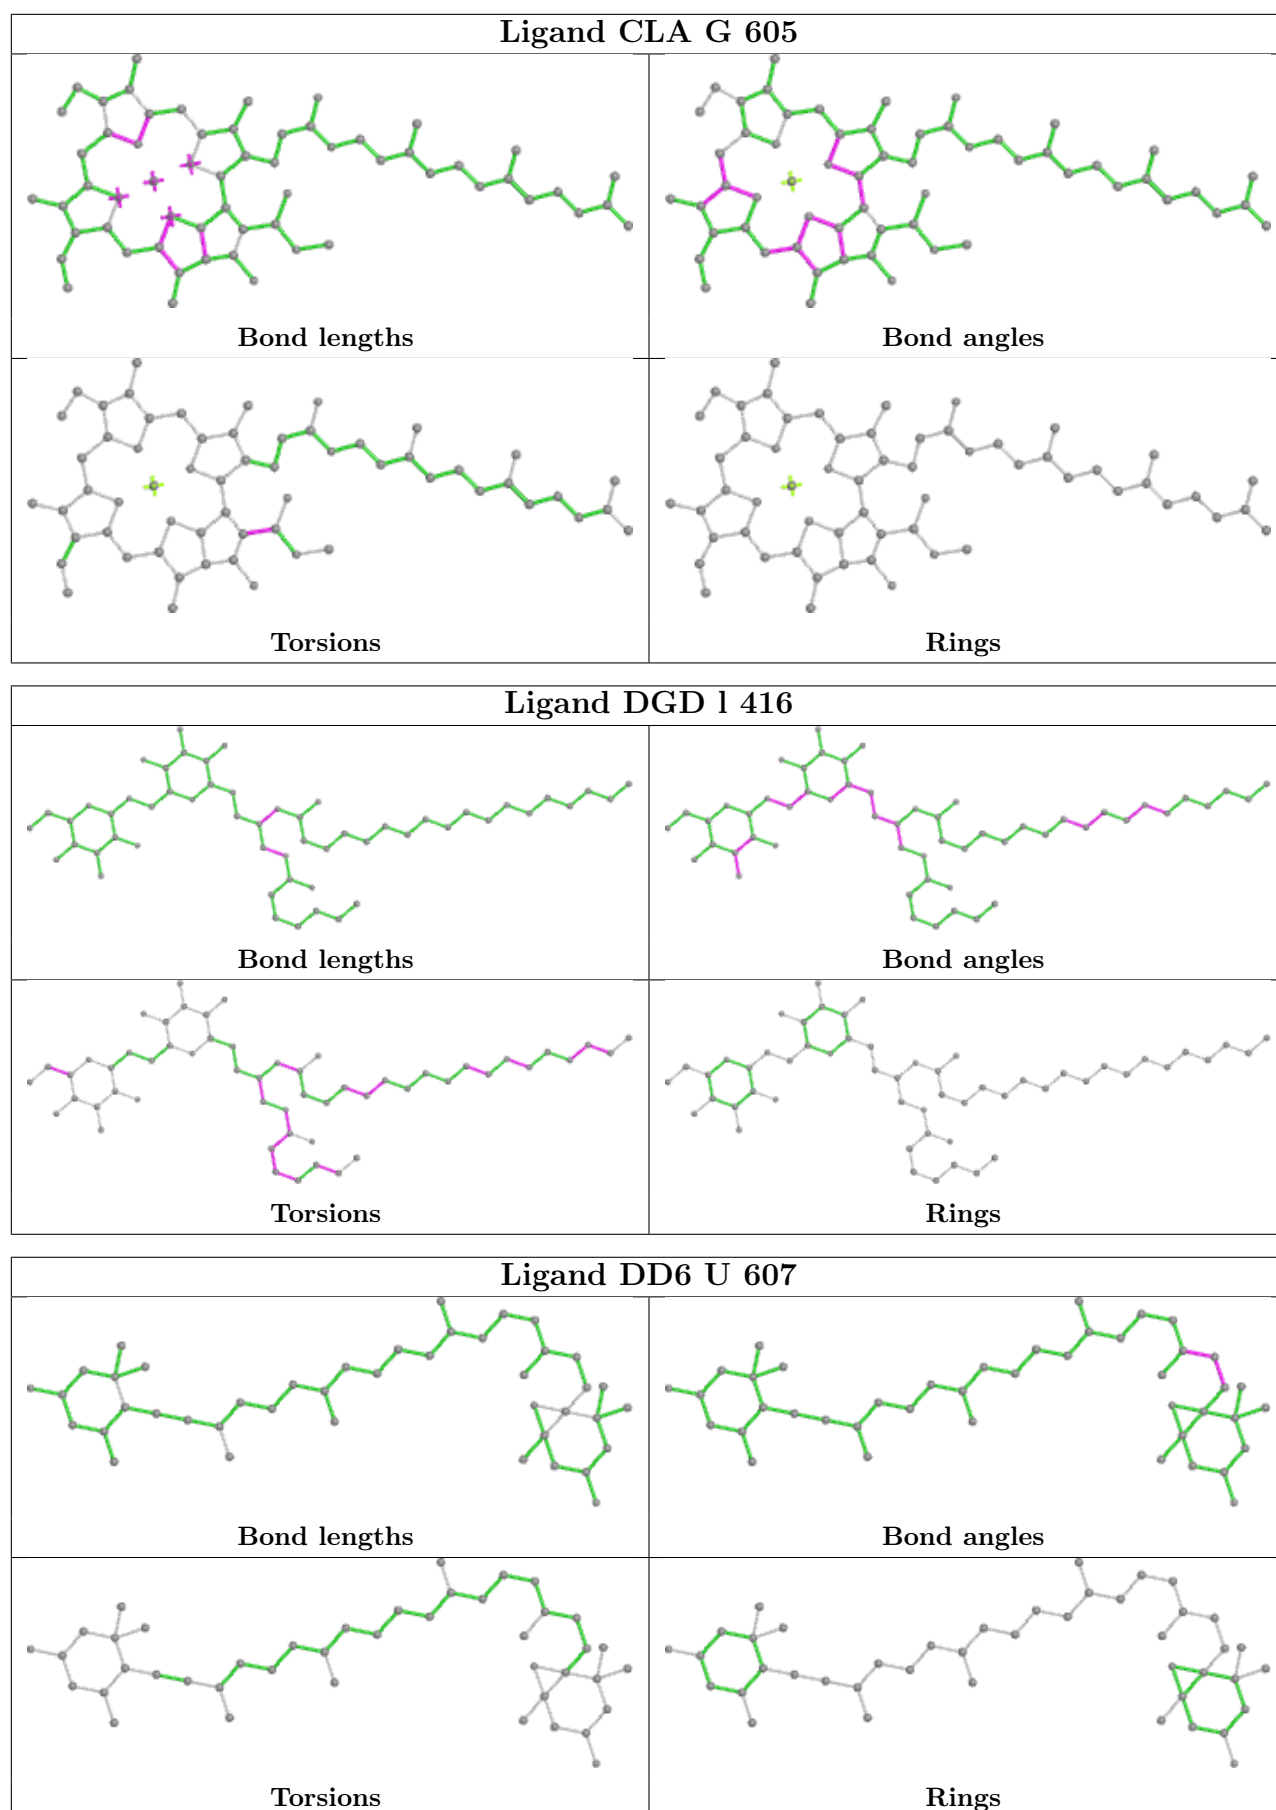 Ligand CLA G 605
Bond lengths
Bond angles
Torsions
Rings
Ligand DGD l 416
Bond lengths
Bond angles
Torsions
Rings
Ligand DD6 U 607
Bond lengths
Bond angles
Torsions
Rings